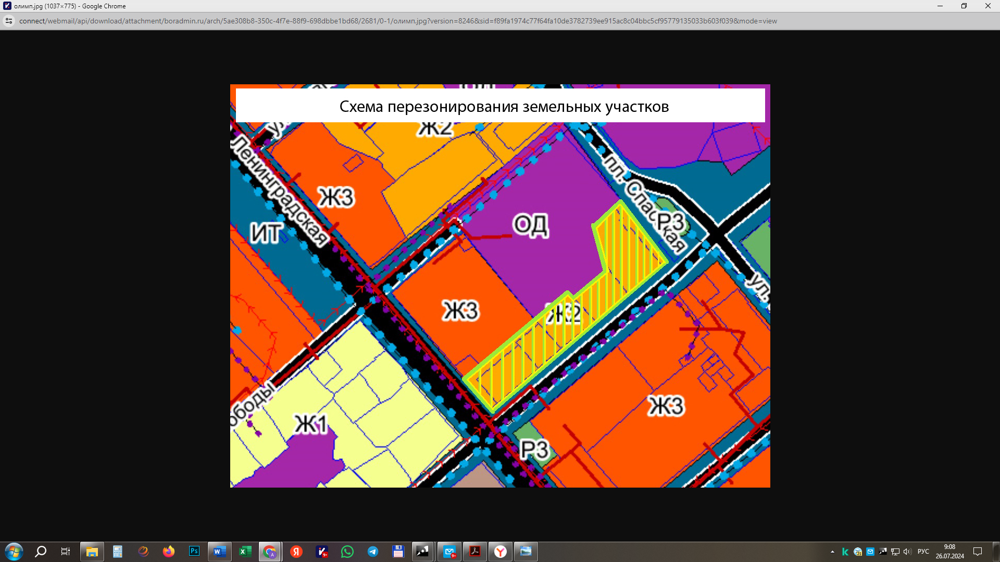 олимп.jpg (1037×775) - Google Chrome
connect/webmail/api/download/attachment/boradmin.ru/arch/5ae308b8-350c-4f7e-88f9-698dbbe1bd68/2681/0-1/олимп.jpg?version=8246&sid=f89fa1974c77f64fa10de3782739ee915ac8c04bbc5cf95779135033b603f039&mode=view
Схема перезонирования земельных участков
Ж2
Ленинградская
пл. Спасская
Ж3
ИТ
ОД
Р3
ул.
Ж3
Ж2
Ж3
ободы
Ж1
Р3
РУС
9:08
26.07.2024